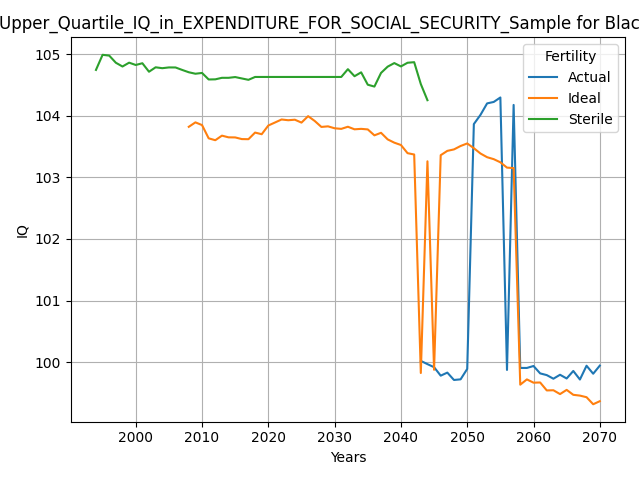 Upper_Quartile_IQ_in_EXPENDITURE_FOR_SOCIAL_SECURITY_Sample for Blac
Fertility
Actual
Ideal
Sterile
105
104
103
102
101
100
IQ
2000 2010 2020 2030 2040 2050 2060 2070
Years